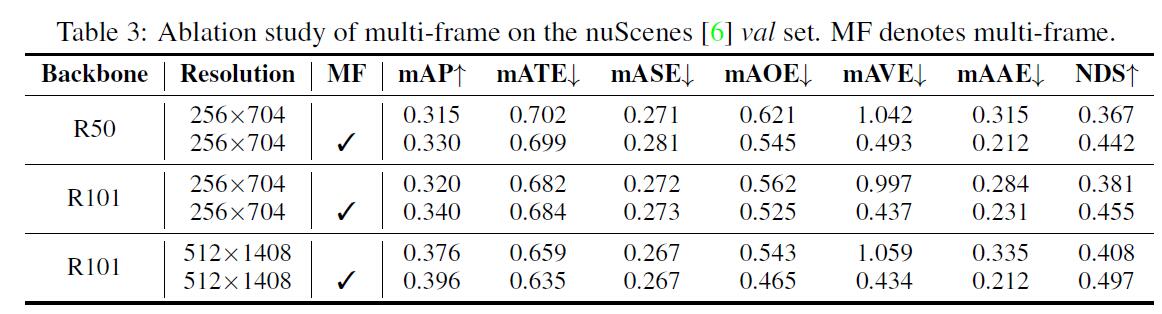 Table 3: Ablation study of multi-frame on the nuScenes [6] val set. MF denotes multi-frame.
Backbone Resolution MF mAP↑ mATE↓ mASE↓ mAOE↓ mAVE↓ mAAE↓ NDS↑
R50
256×704 0.315 0.702 0.271 0.621 1.042 0.315 0.367
256×704 ✓ 0.330 0.699 0.281 0.545 0.493 0.212 0.442
R101
256×704 0.320 0.682 0.272 0.562 0.997 0.284 0.381
256×704 ✓ 0.340 0.684 0.273 0.525 0.437 0.231 0.455
R101
512×1408 0.376 0.659 0.267 0.543 1.059 0.335 0.408
512×1408 ✓ 0.396 0.635 0.267 0.465 0.434 0.212 0.497